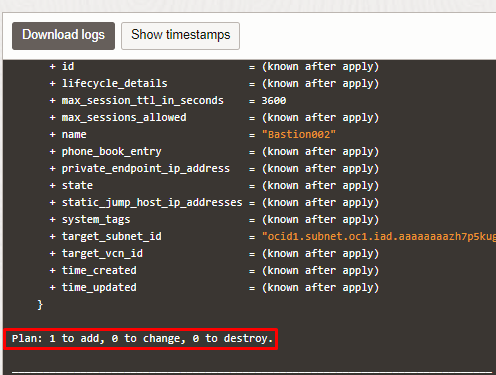 Download logs Show timestamps
+ id = (known after apply)
+ lifecycle_details = (known after apply)
+ max_session_ttl_in_seconds = 3600
+ max_sessions_allowed = (known after apply)
+ name = "Bastion002"
+ phone_book_entry = (known after apply)
+ private_endpoint_ip_address = (known after apply)
+ state = (known after apply)
+ static_jump_host_ip_addresses = (known after apply)
+ system_tags = (known after apply)
+ target_subnet_id = "ocid1.subnet.oc1.iad.aaaaaaaazh7p5kug
+ target_vcn_id = (known after apply)
+ time_created = (known after apply)
+ time_updated = (known after apply)
}
Plan: 1 to add, 0 to change, 0 to destroy.